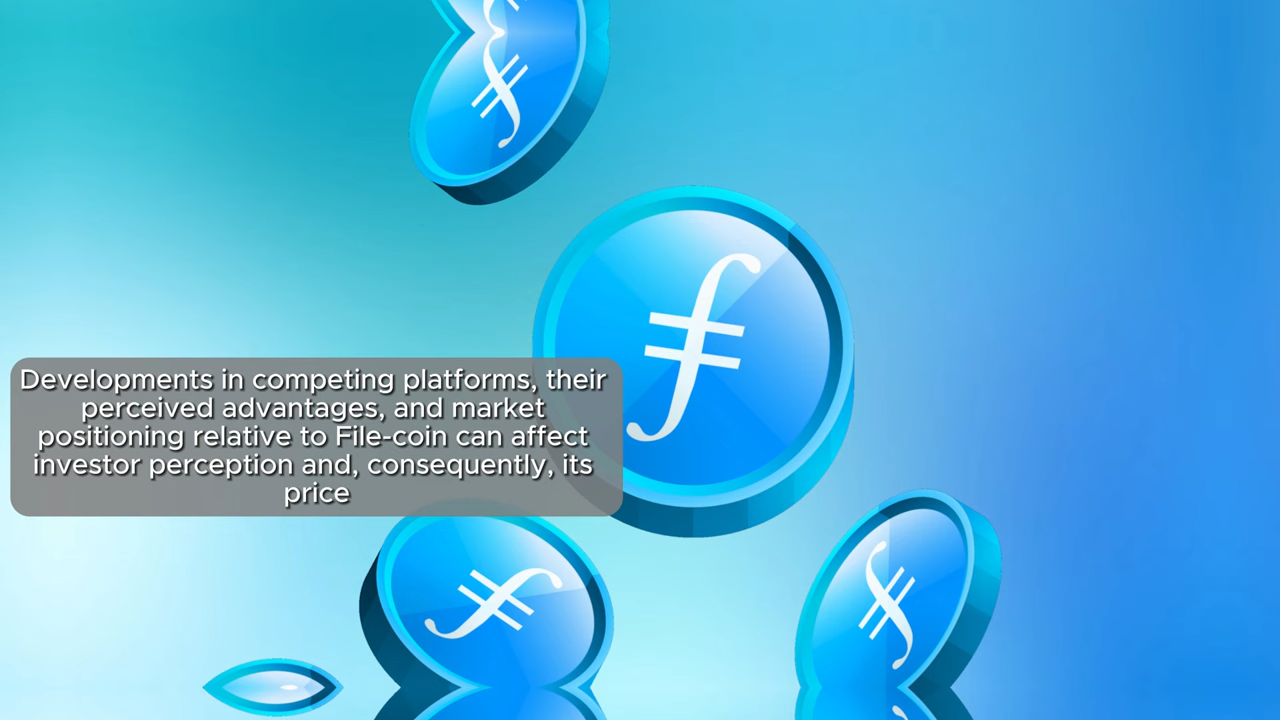 Developments in competing platforms, their
perceived advantages, and market
positioning relative to File-coin can affect
investor perception and, consequently, its
price